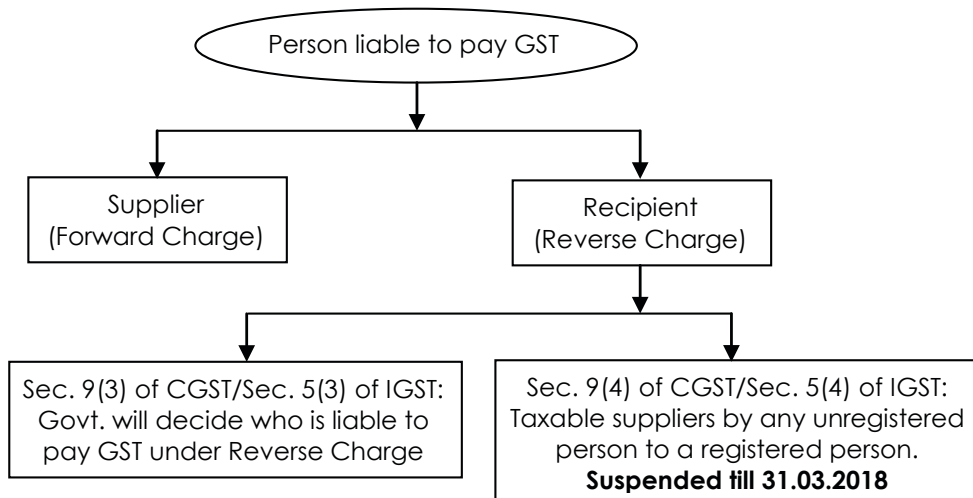 Person liable to pay GST
Supplier
(Forward Charge)
Recipient
(Reverse Charge)
Sec. 9(3) of CGST/Sec. 5(3) of IGST:
Govt. will decide who is liable to
pay GST under Reverse Charge
Sec. 9(4) of CGST/Sec. 5(4) of IGST:
Taxable suppliers by any unregistered
person to a registered person.
Suspended till 31.03.2018